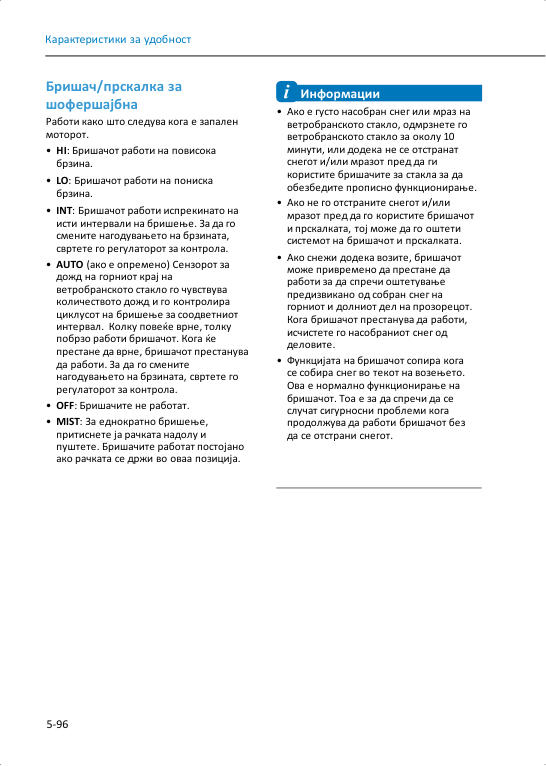 Карактеристики за удобност
Бришач/прскалка за
шофершајбна
Работи како што следува кога е запален
моторот.
• HI: Бришачот работи на повисока
брзина.
• LO: Бришачот работи на пониска
брзина.
• INT: Бришачот работи испрекинато на
исти интервали на бришење. За да го
смените нагодувањето на брзината,
свртете го регулаторот за контрола.
• AUTO (ако е опремено) Сензорот за
дожд на горниот крај на
ветробранското стакло го чувствува
количеството дожд и го контролира
циклусот на бришење за соодветниот
интервал. Колку повеќе врне, толку
побрзо работи бришачот. Кога ќе
престане да врне, бришачот престанува
да работи. За да го смените
нагодувањето на брзината, свртете го
регулаторот за контрола.
• OFF: Бришачите не работат.
• MIST: За еднократно бришење,
притиснете ја рачката надолу и
пуштете. Бришачите работат постојано
ако рачката се држи во оваа позиција.
i Информации
• Ако е густо насобран снег или мраз на
ветробранското стакло, одмрзнете го
ветробранското стакло за околу 10
минути, или додека не се отстранат
снегот и/или мразот пред да ги
користите бришачите за стакла за да
обезбедите прописно функционирање.
• Ако не го отстраните снегот и/или
мразот пред да го користите бришачот
и прскалката, тој може да го оштети
системот на бришачот и прскалката.
• Ако снежи додека возите, бришачот
може привремено да престане да
работи за да спречи оштетување
предизвикано од собран снег на
горниот и долниот дел на прозорецот.
Кога бришачот престанува да работи,
исчистете го насобраниот снег од
деловите.
• Функцијата на бришачот сопира кога
се собира снег во текот на возењето.
Ова е нормално функционирање на
бришачот. Тоа е за да спречи да се
случат сигурносни проблеми кога
продолжува да работи бришачот без
да се отстрани снегот.
5-96